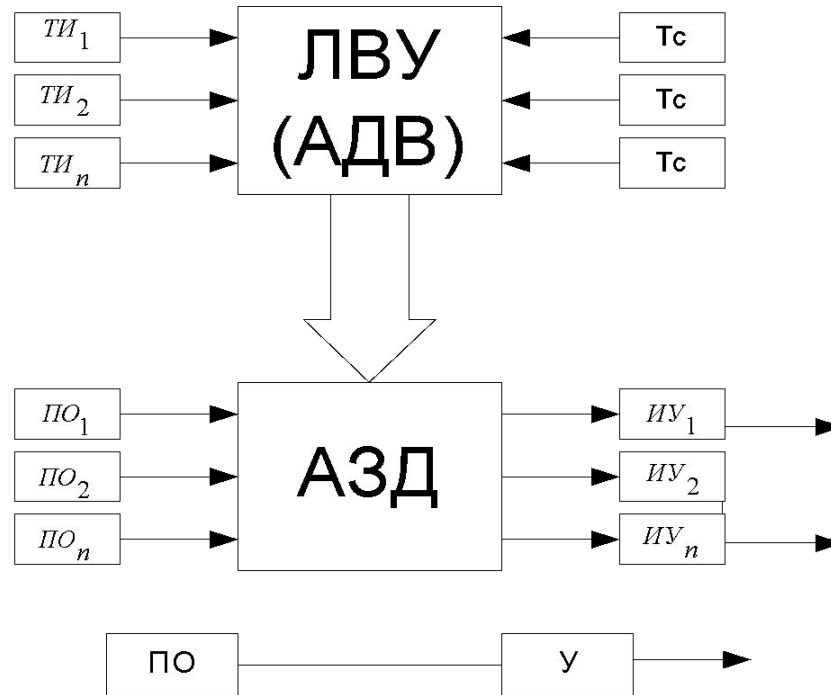 ТИ1
ТИ2
ТИn
ЛВУ
(АДВ)
Тс
Тс
Тс
ПО1
ПО2
ПОn
АЗД
ИУ1
ИУ2
ИУn
ПО
У